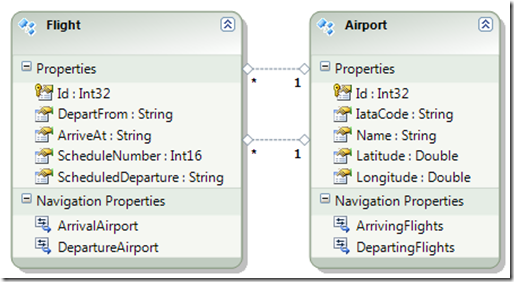 Flight
Properties
Id : Int32
DepartFrom : String
ArriveAt : String
ScheduleNumber : Int16
ScheduledDeparture : String
Navigation Properties
ArrivalAirport
DepartureAirport
* 1
* 1
Airport
Properties
Id : Int32
IataCode : String
Name : String
Latitude : Double
Longitude : Double
Navigation Properties
ArrivingFlights
DepartingFlights